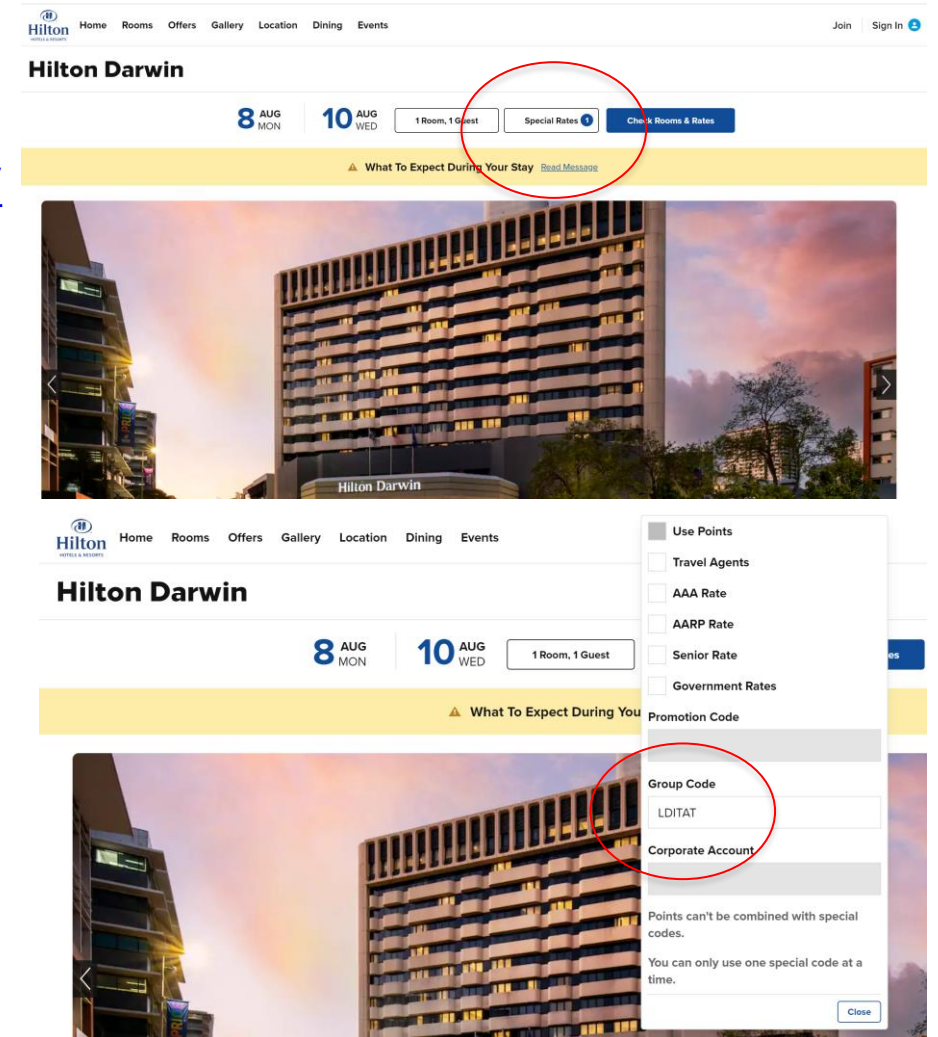 Hilton
HOTELS & RESORTS
Home Rooms Offers Gallery Location Dining Events
Join Sign In
Hilton Darwin
8 AUG MON 10 AUG WED 1 Room, 1 Guest Special Rates 1 Check Rooms & Rates
What To Expect During Your Stay Read Message
PRIDE
Hilton Darwin
Hilton
HOTELS & RESORTS
Home Rooms Offers Gallery Location Dining Events
Hilton Darwin
8 AUG MON 10 AUG WED 1 Room, 1 Guest
es
What To Expect During You
Use Points
Travel Agents
AAA Rate
AARP Rate
Senior Rate
Government Rates
Promotion Code
Group Code
LDITAT
Corporate Account
Points can't be combined with special
codes.
You can only use one special code at a
time.
Close